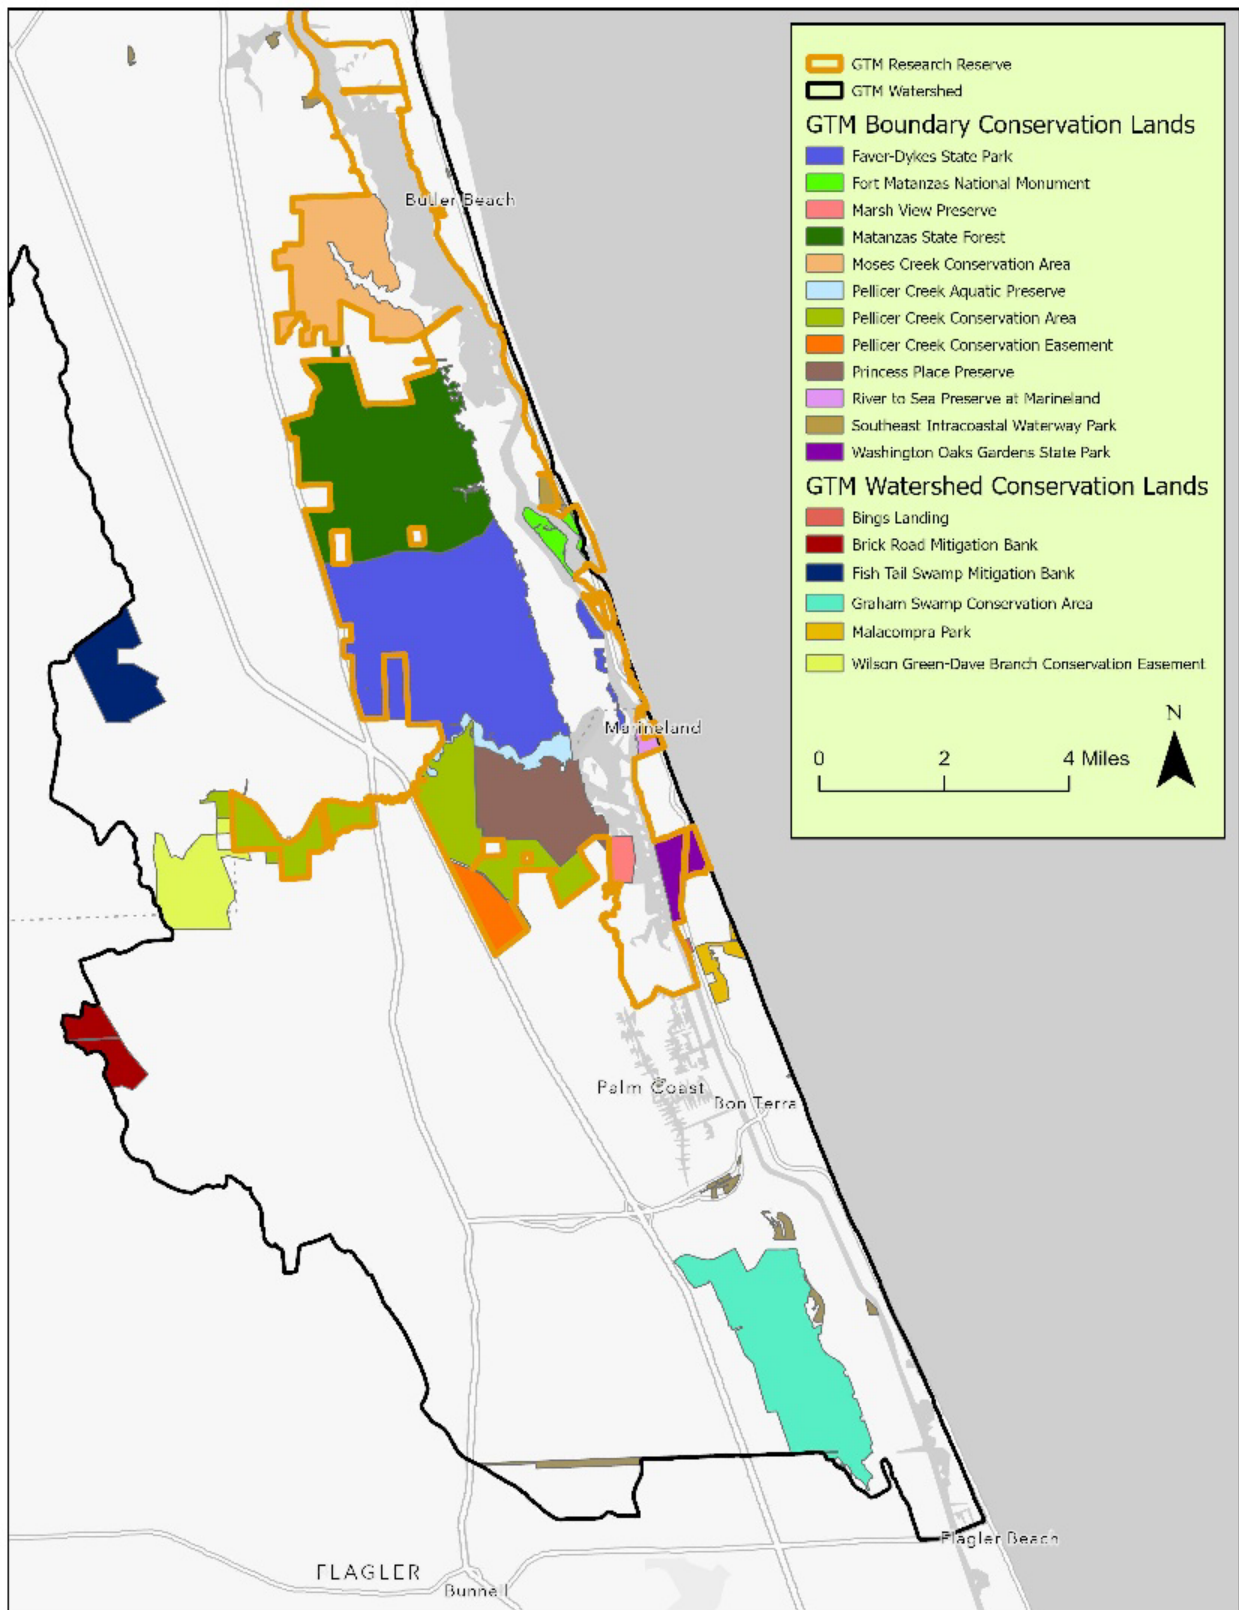 GTM Research Reserve
GTM Watershed
GTM Boundary Conservation Lands
Faver-Dykes State Park
Fort Matanzas National Monument
Marsh View Preserve
Matanzas State Forest
Moses Creek Conservation Area
Pellicer Creek Aquatic Preserve
Pellicer Creek Conservation Area
Pellicer Creek Conservation Easement
Princess Place Preserve
River to Sea Preserve at Marineland
Southeast Intracoastal Waterway Park
Washington Oaks Gardens State Park
GTM Watershed Conservation Lands
Bings Landing
Brick Road Mitigation Bank
Fish Tail Swamp Mitigation Bank
Graham Swamp Conservation Area
Malacompra Park
Wilson Green-Dave Branch Conservation Easement
N
0 2 4 Miles
Butler Beach
Marineland
Palm Coast
Bon Terra
Flagler Beach
FLAGLER
Bunnell